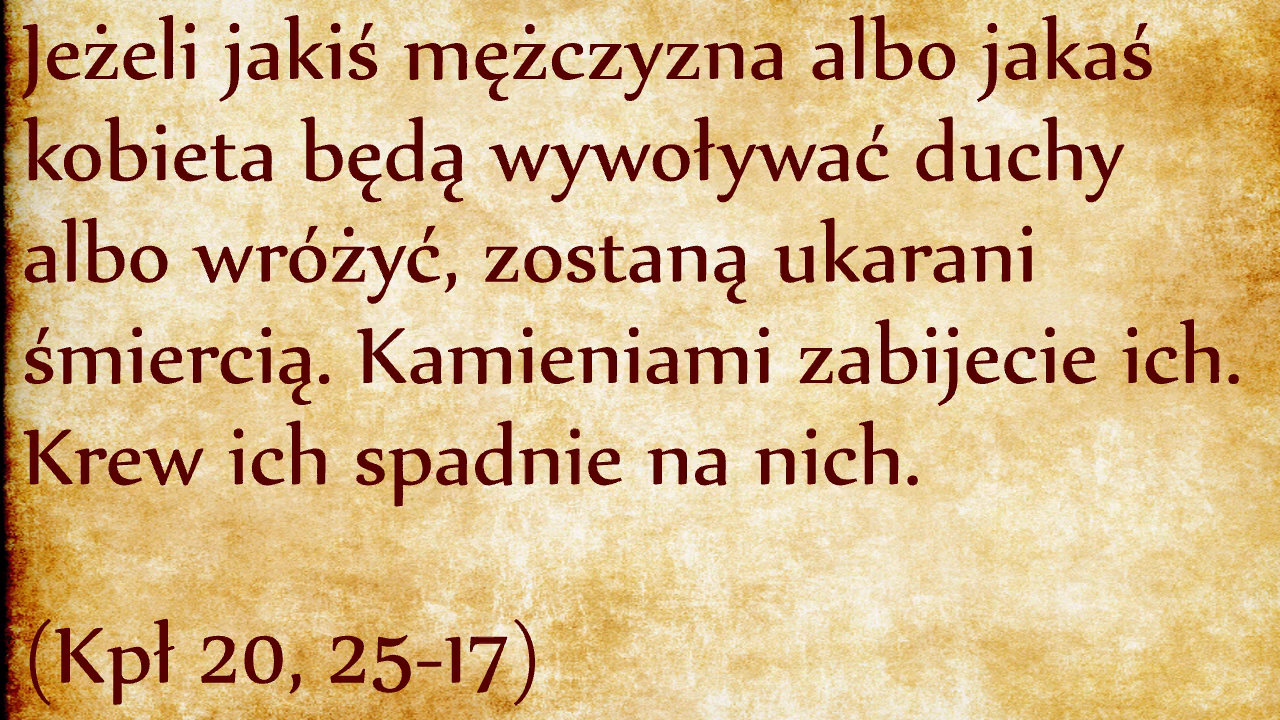 Jeżeli jakiś mężczyzna albo jakaś
kobieta będą wywoływać duchy
albo wróżyć, zostaną ukarani
śmiercią. Kamieniami zabijecie ich.
Krew ich spadnie na nich.
(Kpł 20, 25-17)